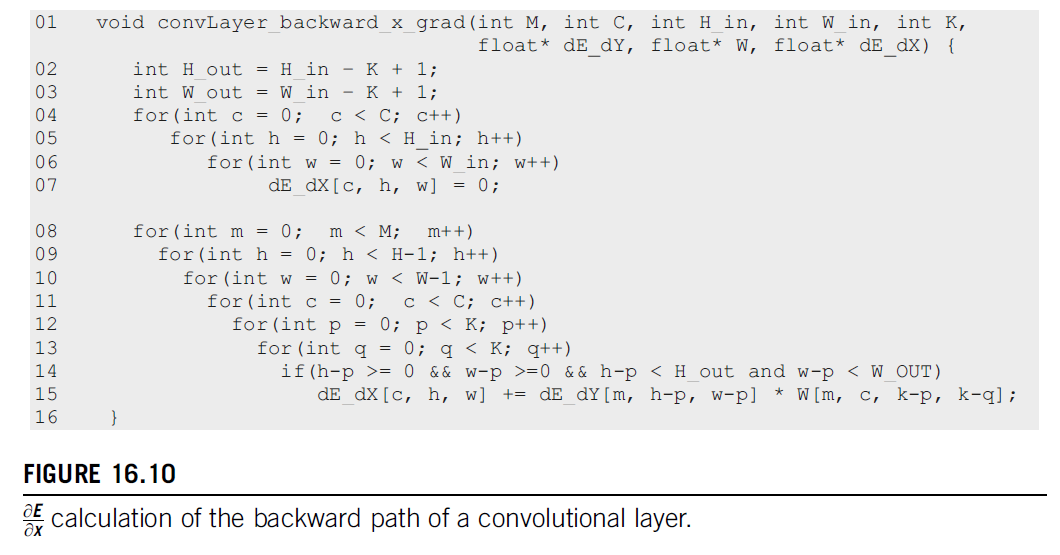 01 void convLayer_backward_x_grad(int M, int C, int H_in, int W_in, int K,
float* dE_dY, float* W, float* dE_dX) {
02 int H_out = H_in - K + 1;
03 int W_out = W_in - K + 1;
04 for(int c = 0; c < C; c++)
05 for(int h = 0; h < H_in; h++)
06 for(int w = 0; w < W_in; w++)
07 dE_dX[c, h, w] = 0;
08 for(int m = 0; m < M; m++)
09 for(int h = 0; h < H-1; h++)
10 for(int w = 0; w < W-1; w++)
11 for(int c = 0; c < C; c++)
12 for(int p = 0; p < K; p++)
13 for(int q = 0; q < K; q++)
14 if(h-p >= 0 && w-p >=0 && h-p < H_out and w-p < W_OUT)
15 dE_dX[c, h, w] += dE_dY[m, h-p, w-p] * W[m, c, k-p, k-q];
16 }
FIGURE 16.10
∂E/∂x calculation of the backward path of a convolutional layer.